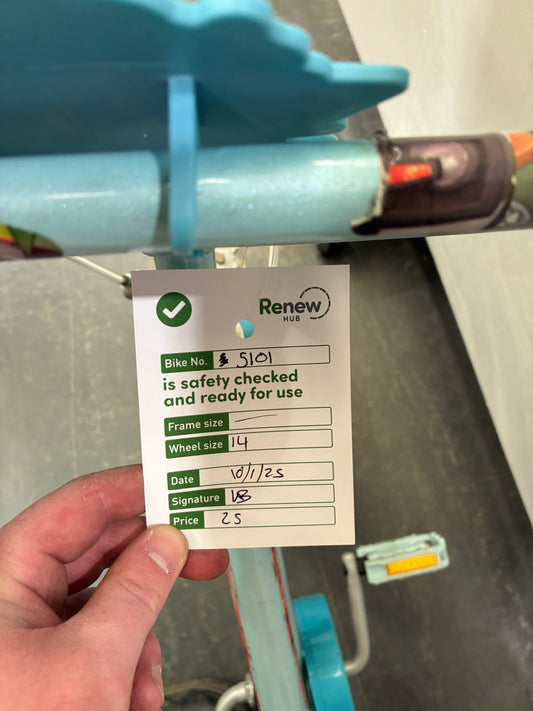 Renew
HUB
Bike No. 5101
is safety checked
and ready for use
Frame size —
Wheel size 14
Date 10/1/25
Signature
Price 25